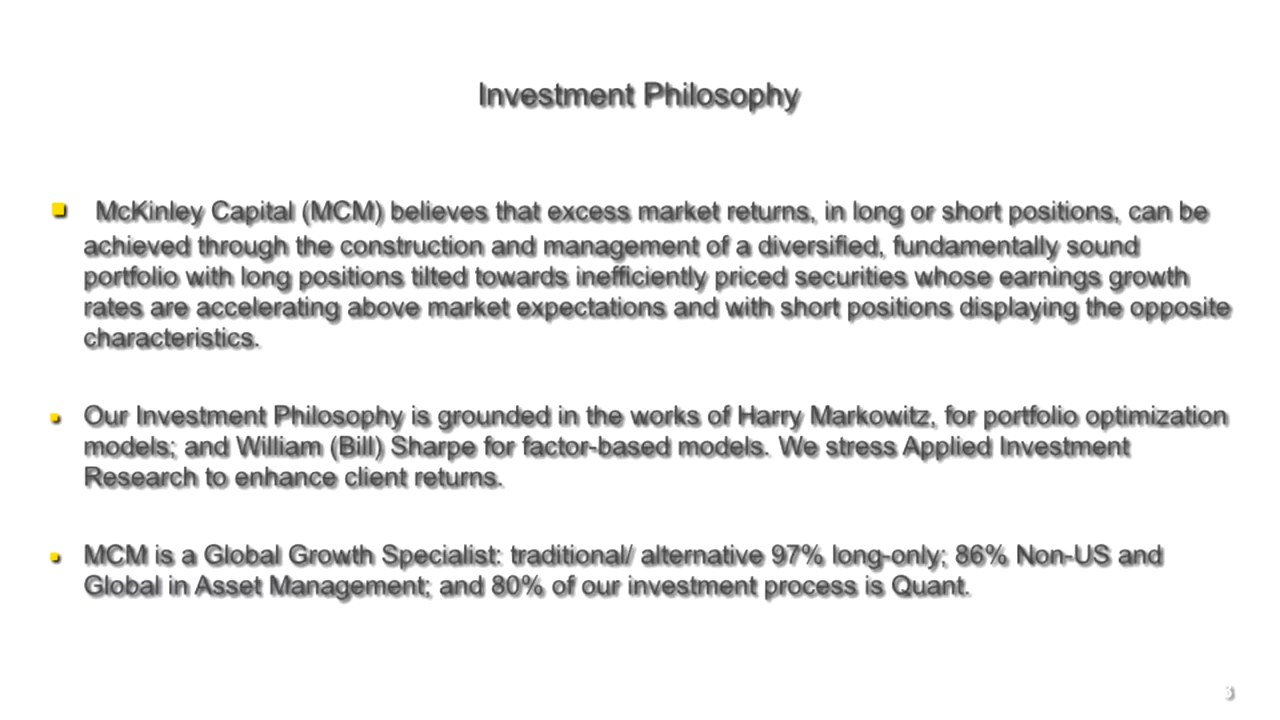 Investment Philosophy
McKinley Capital (MCM) believes that excess market returns, in long or short positions, can be
achieved through the construction and management of a diversified, fundamentally sound
portfolio with long positions tilted towards inefficiently priced securities whose earnings growth
rates are accelerating above market expectations and with short positions displaying the opposite
characteristics.
Our Investment Philosophy is grounded in the works of Harry Markowitz, for portfolio optimization
models; and William (Bill) Sharpe for factor-based models. We stress Applied Investment
Research to enhance client returns.
MCM is a Global Growth Specialist: traditional/ alternative 97% long-only; 86% Non-US and
Global in Asset Management; and 80% of our investment process is Quant.
3